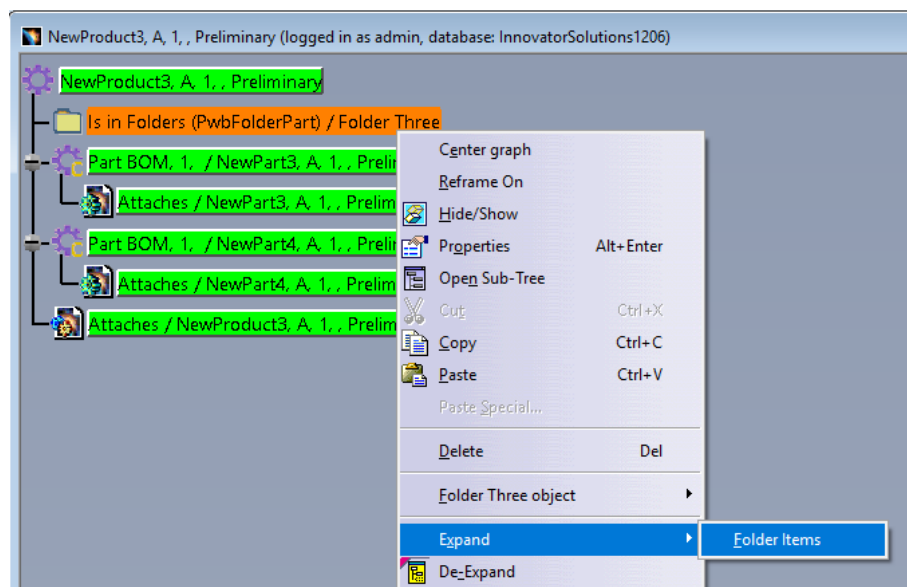 NewProduct3, A, 1, , Preliminary (logged in as admin, database: InnovatorSolutions1206)
NewProduct3, A, 1, , Preliminary
Is in Folders (PwbFolderPart) / Folder Three
Part BOM, 1, / NewPart3, A, 1, , Prelim
Attaches / NewPart3, A, 1, , Prelim
Part BOM, 1, / NewPart4, A, 1, , Prelim
Attaches / NewPart4, A, 1, , Prelim
Attaches / NewProduct3, A, 1, , Prelim
Center graph
Reframe On
Hide/Show
Properties Alt+Enter
Open Sub-Tree
Cut Ctrl+X
Copy Ctrl+C
Paste Ctrl+V
Paste Special...
Delete Del
Folder Three object
Expand
Folder Items
De-Expand